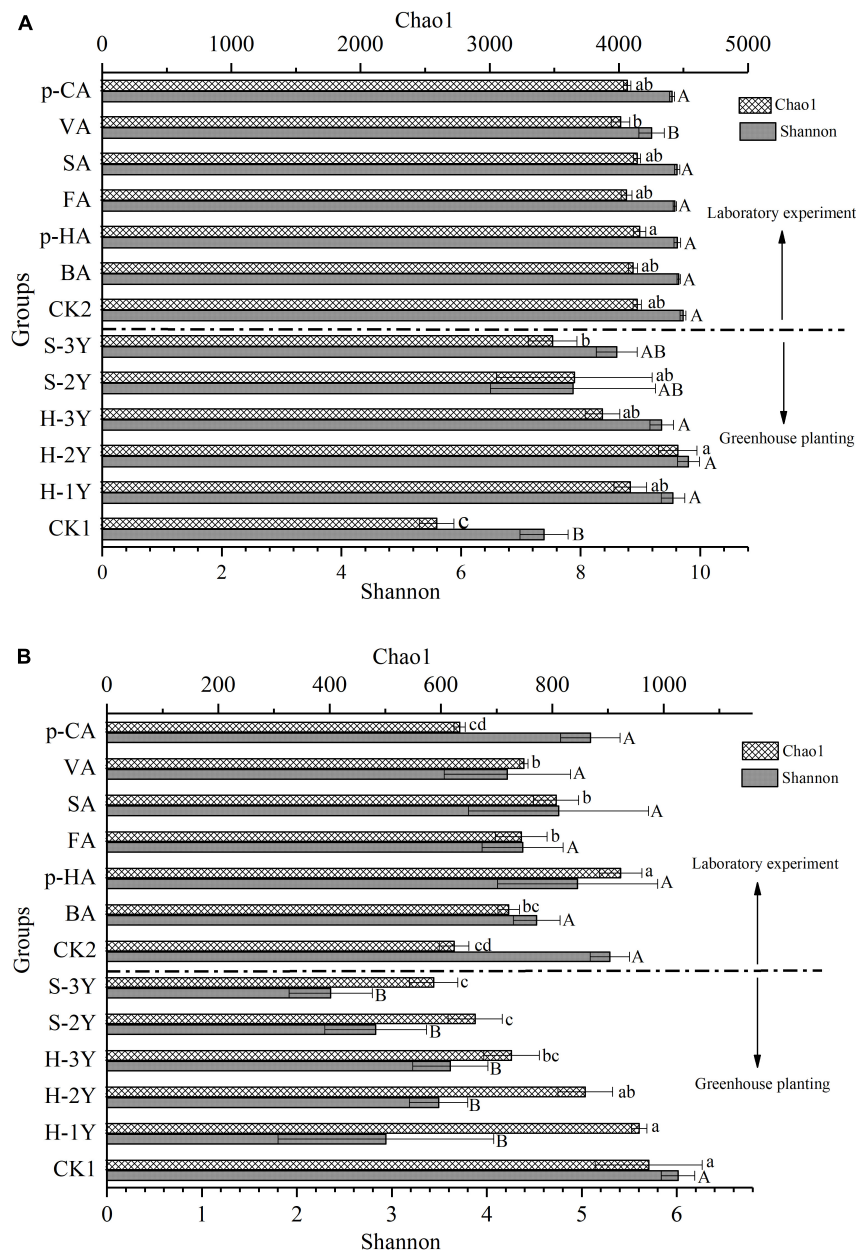 A
Chao1
0 1000 2000 3000 4000 5000
p-CA ab A
Chao1
VA b B
Shannon
SA ab A
FA ab A
Laboratory experiment
p-HA a A
BA ab A
Groups
CK2 ab A
S-3Y b AB
S-2Y ab AB
H-3Y ab A
Greenhouse planting
H-2Y a A
H-1Y ab A
CK1 c B
0 2 4 6 8 10
Shannon
B
Chao1
0 200 400 600 800 1000
p-CA cd A
Chao1
VA b A
Shannon
SA b A
FA b A
Laboratory experiment
p-HA a A
BA bc A
Groups
CK2 cd A
S-3Y c B
S-2Y c B
H-3Y bc B
Greenhouse planting
H-2Y ab B
H-1Y a B
CK1 a A
0 1 2 3 4 5 6
Shannon